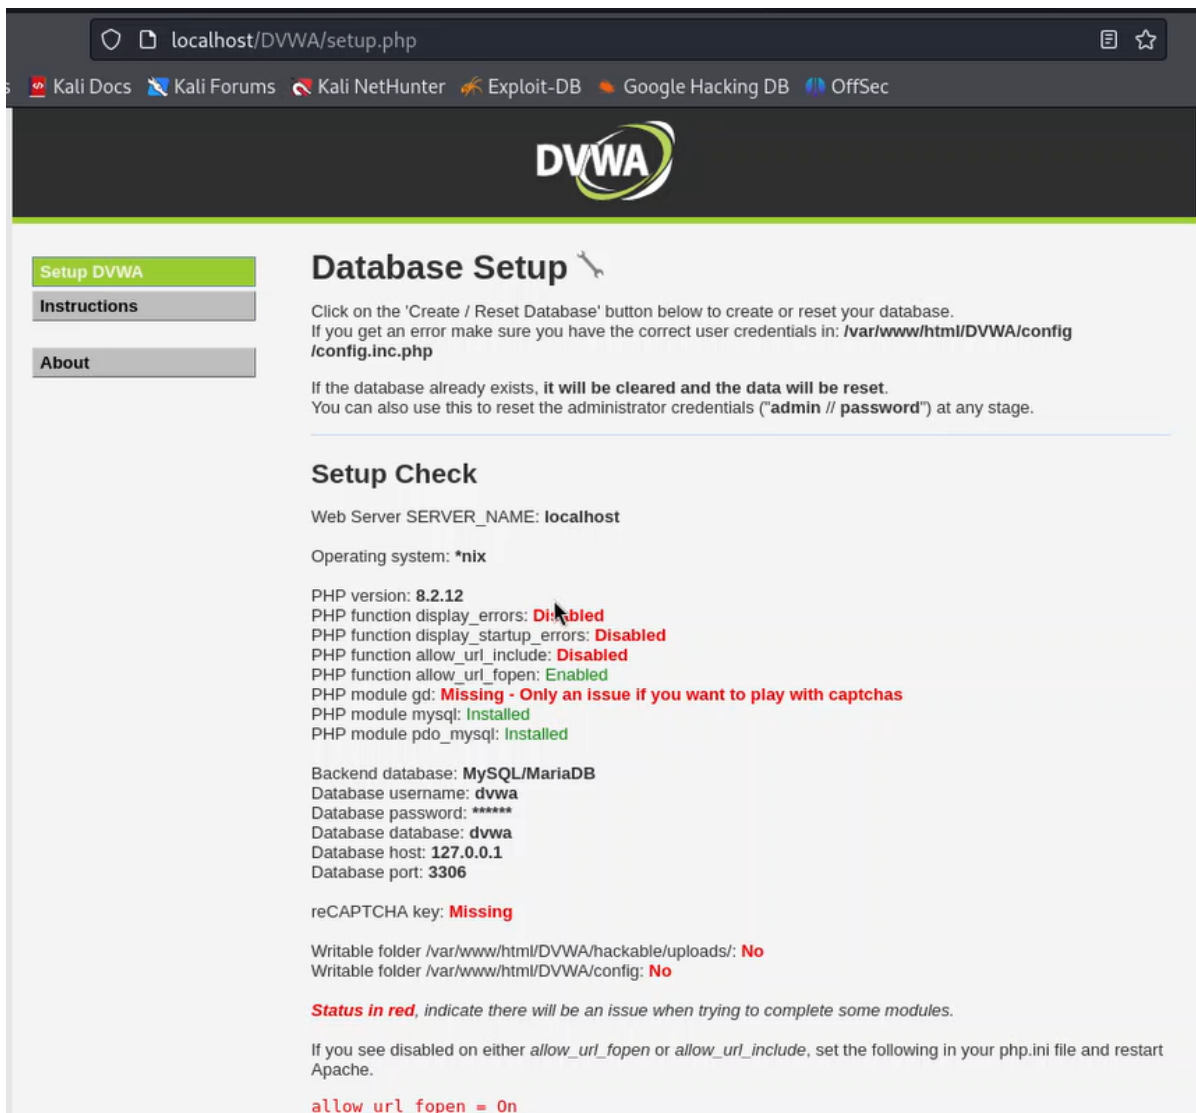 localhost/DVWA/setup.php
s Kali Docs Kali Forums Kali NetHunter Exploit-DB Google Hacking DB OffSec
DVWA
Setup DVWA
Instructions
About
Database Setup
Click on the 'Create / Reset Database' button below to create or reset your database.
If you get an error make sure you have the correct user credentials in: /var/www/html/DVWA/config
/config.inc.php
If the database already exists, it will be cleared and the data will be reset.
You can also use this to reset the administrator credentials ("admin // password") at any stage.
Setup Check
Web Server SERVER_NAME: localhost
Operating system: *nix
PHP version: 8.2.12
PHP function display_errors: Disabled
PHP function display_startup_errors: Disabled
PHP function allow_url_include: Disabled
PHP function allow_url_fopen: Enabled
PHP module gd: Missing - Only an issue if you want to play with captchas
PHP module mysql: Installed
PHP module pdo_mysql: Installed
Backend database: MySQL/MariaDB
Database username: dvwa
Database password: ******
Database database: dvwa
Database host: 127.0.0.1
Database port: 3306
reCAPTCHA key: Missing
Writable folder /var/www/html/DVWA/hackable/uploads/: No
Writable folder /var/www/html/DVWA/config: No
Status in red, indicate there will be an issue when trying to complete some modules.
If you see disabled on either allow_url_fopen or allow_url_include, set the following in your php.ini file and restart
Apache.
allow_url_fopen = On